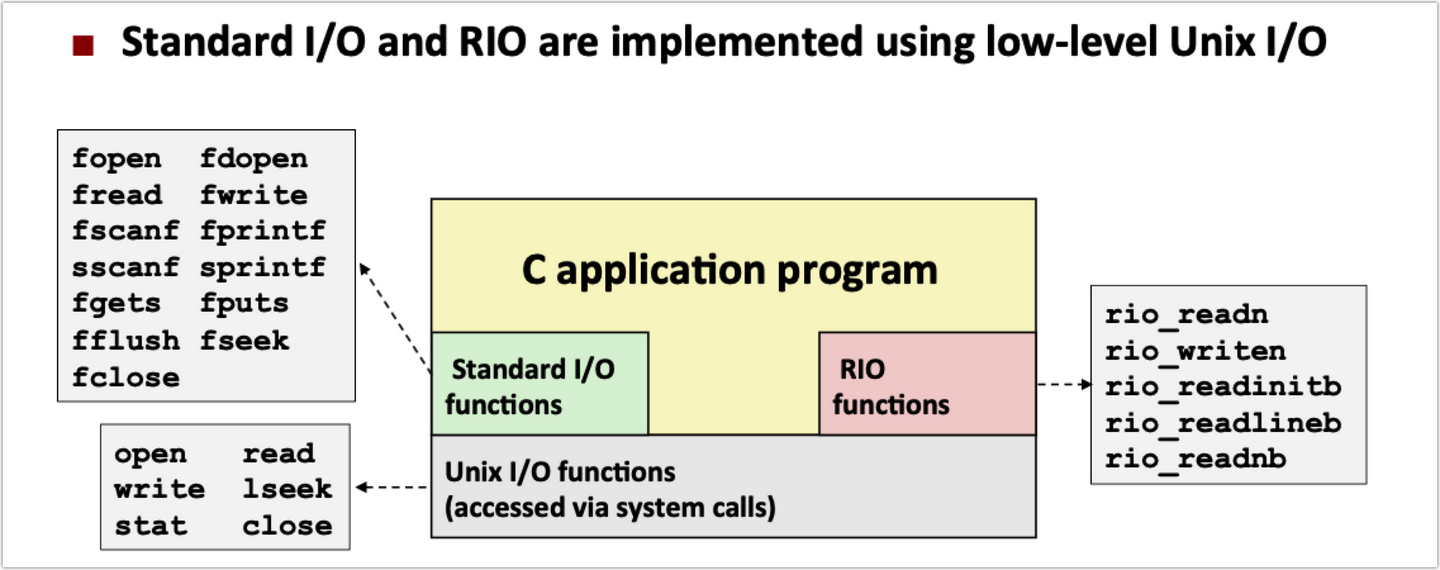 Standard I/O and RIO are implemented using low-level Unix I/O
fopen fdopen
fread fwrite
fscanf fprintf
sscanf sprintf
fgets fputs
fflush fseek
fclose
C application program
Standard I/O
functions
RIO
functions
rio_readn
rio_writen
rio_readinitb
rio_readlineb
rio_readnb
open read
write lseek
stat close
Unix I/O functions
(accessed via system calls)